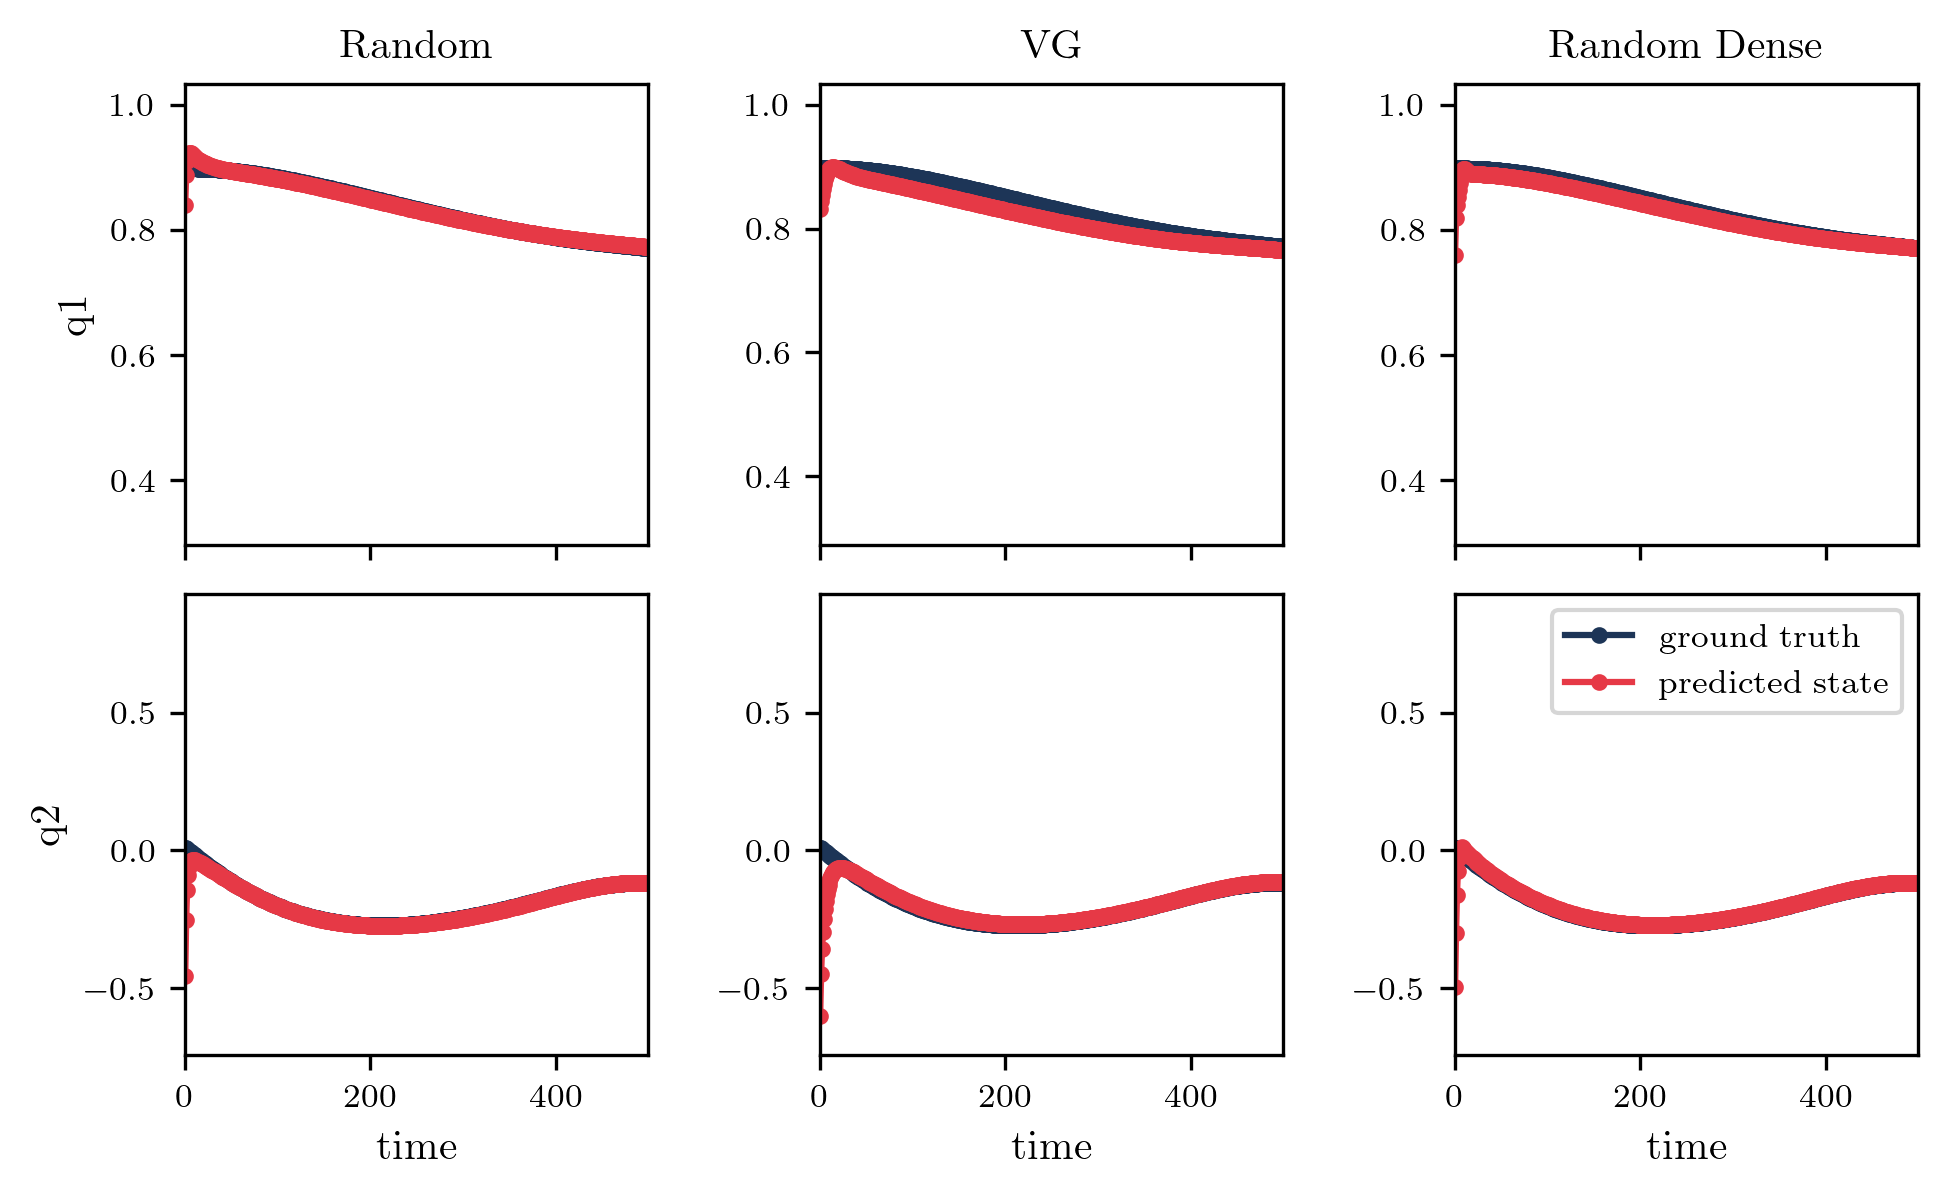 Random VG Random Dense
1.0 1.0 1.0
0.8 0.8 0.8
q1
0.6 0.6 0.6
0.4 0.4 0.4
ground truth
predicted state
0.5 0.5 0.5
q2
0.0 0.0 0.0
−0.5 −0.5 −0.5
0 200 400 0 200 400 0 200 400
time time time